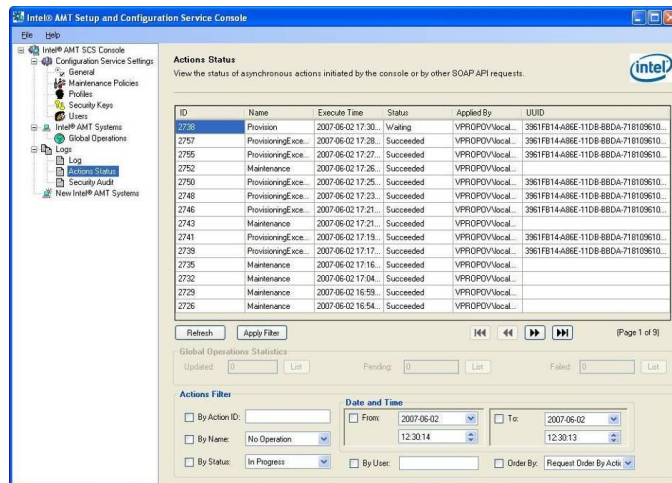 Intel® AMT Setup and Configuration Service Console
File Help
Intel® AMT SCS Console
Configuration Service Settings
General
Maintenance Policies
Profiles
Security Keys
Users
Intel® AMT Systems
Global Operations
Logs
Log
Actions Status
Security Audit
New Intel® AMT Systems
Actions Status
View the status of asynchronous actions initiated by the console or by other SOAP API requests.
intel
ID Name Execute Time Status Applied By UUID
2738 Provision 2007-06-02 17:30... Waiting VPROPOV\local... 3961FB14-A86E-11DB-BBDA-718109610...
2757 ProvisioningExce... 2007-06-02 17:28... Succeeded VPROPOV\local... 3961FB14-A86E-11DB-BBDA-718109610...
2755 ProvisioningExce... 2007-06-02 17:27... Succeeded VPROPOV\local... 3961FB14-A86E-11DB-BBDA-718109610...
2752 Maintenance 2007-06-02 17:26... Succeeded VPROPOV\local...
2750 ProvisioningExce... 2007-06-02 17:25... Succeeded VPROPOV\local... 3961FB14-A86E-11DB-BBDA-718109610...
2748 ProvisioningExce... 2007-06-02 17:23... Succeeded VPROPOV\local... 3961FB14-A86E-11DB-BBDA-718109610...
2746 ProvisioningExce... 2007-06-02 17:21... Succeeded VPROPOV\local... 3961FB14-A86E-11DB-BBDA-718109610...
2743 Maintenance 2007-06-02 17:21... Succeeded VPROPOV\local...
2741 ProvisioningExce... 2007-06-02 17:19... Succeeded VPROPOV\local... 3961FB14-A86E-11DB-BBDA-718109610...
2739 ProvisioningExce... 2007-06-02 17:17... Succeeded VPROPOV\local... 3961FB14-A86E-11DB-BBDA-718109610...
2735 Maintenance 2007-06-02 17:16... Succeeded VPROPOV\local...
2732 Maintenance 2007-06-02 17:04... Succeeded VPROPOV\local...
2729 Maintenance 2007-06-02 16:59... Succeeded VPROPOV\local...
2726 Maintenance 2007-06-02 16:54... Succeeded VPROPOV\local...
Refresh Apply Filter (Page 1 of 9)
Global Operations Statistics
Updated: 0 List Pending: 0 List Failed: 0 List
Actions Filter
Date and Time
By Action ID: From: 2007-06-02 To: 2007-06-02
By Name: No Operation 12:30:14 12:30:13
By Status: In Progress By User: Order By: Request Order By Actic